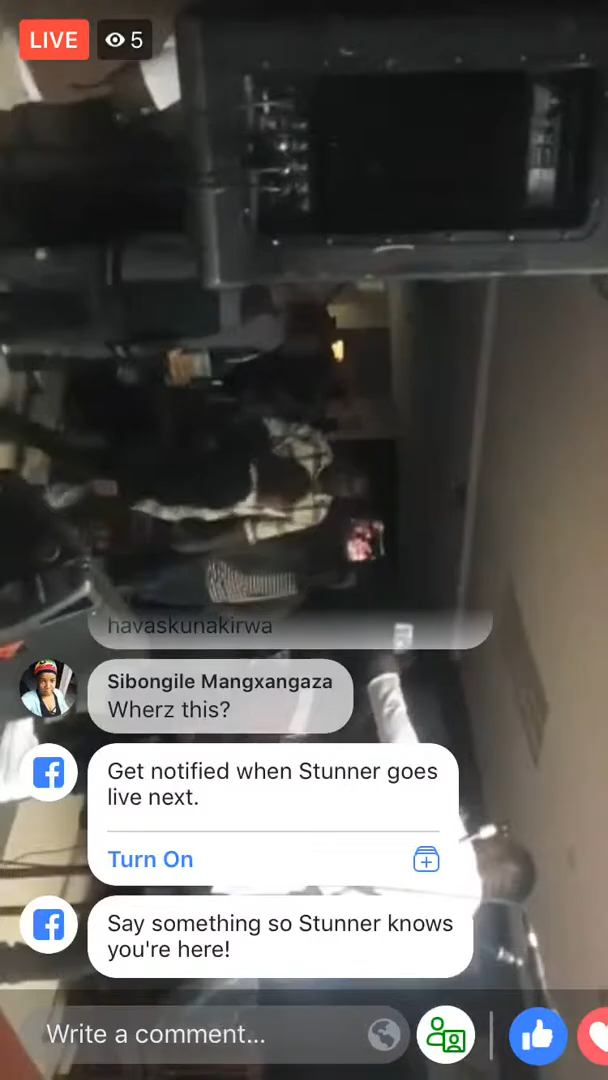 LIVE 5
havaskunakirwa
Sibongile Mangxangaza
Wherz this?
Get notified when Stunner goes
live next.
Turn On
Say something so Stunner knows
you're here!
Write a comment...